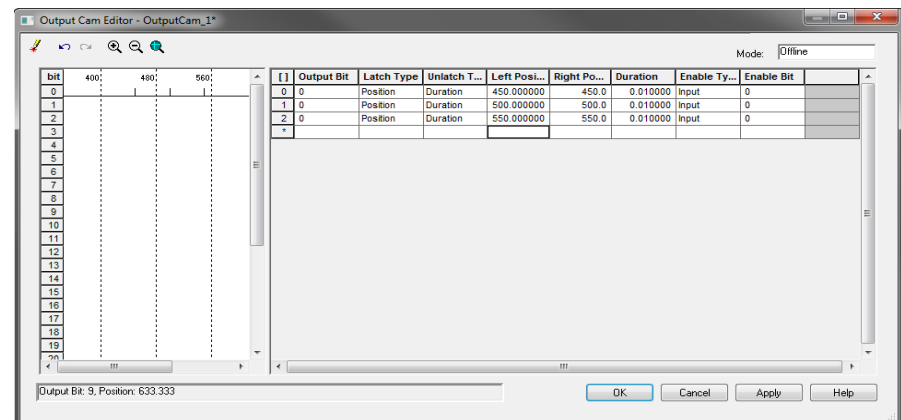 Output Cam Editor - OutputCam_1*
Mode: Offline
bit 400 480 560
0
1
2
3
4
5
6
7
8
9
10
11
12
13
14
15
16
17
18
19
20
[ ] Output Bit Latch Type Unlatch T... Left Posi... Right Po... Duration Enable Ty... Enable Bit
0 0 Position Duration 450.000000 450.0 0.010000 Input 0
1 0 Position Duration 500.000000 500.0 0.010000 Input 0
2 0 Position Duration 550.000000 550.0 0.010000 Input 0
*
Output Bit: 9, Position: 633.333
OK Cancel Apply Help